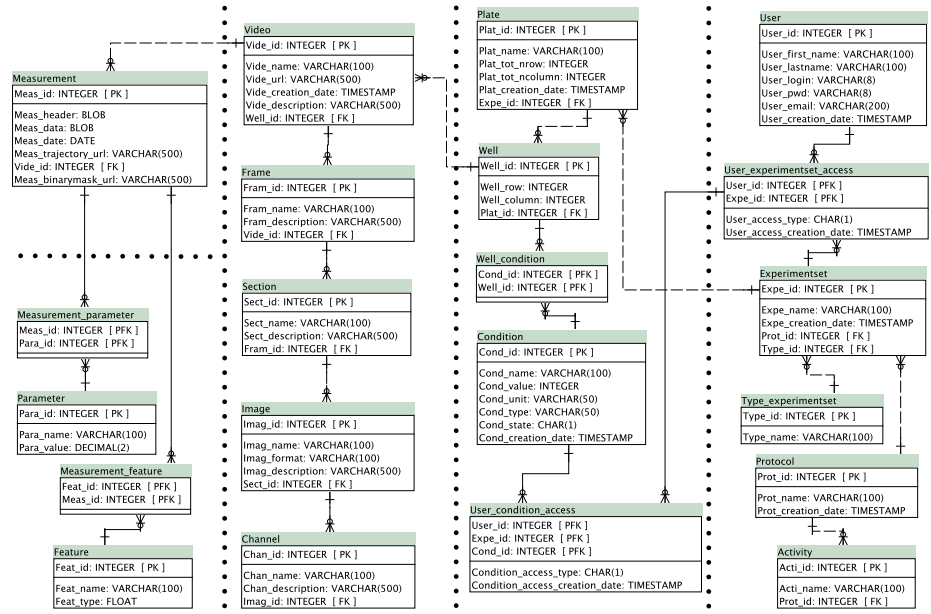 Measurement
Meas_id: INTEGER [ PK ]
Meas_header: BLOB
Meas_data: BLOB
Meas_date: DATE
Meas_trajectory_url: VARCHAR(500)
Vide_id: INTEGER [ FK ]
Meas_binarymask_url: VARCHAR(500)
Measurement_parameter
Meas_id: INTEGER [ PFK ]
Para_id: INTEGER [ PFK ]
Parameter
Para_id: INTEGER [ PK ]
Para_name: VARCHAR(100)
Para_value: DECIMAL(2)
Measurement_feature
Feat_id: INTEGER [ PFK ]
Meas_id: INTEGER [ PFK ]
Feature
Feat_id: INTEGER [ PK ]
Feat_name: VARCHAR(100)
Feat_type: FLOAT
Video
Vide_id: INTEGER [ PK ]
Vide_name: VARCHAR(100)
Vide_url: VARCHAR(500)
Vide_creation_date: TIMESTAMP
Vide_description: VARCHAR(500)
Well_id: INTEGER [ FK ]
Frame
Fram_id: INTEGER [ PK ]
Fram_name: VARCHAR(100)
Fram_description: VARCHAR(500)
Vide_id: INTEGER [ FK ]
Section
Sect_id: INTEGER [ PK ]
Sect_name: VARCHAR(100)
Sect_description: VARCHAR(500)
Fram_id: INTEGER [ FK ]
Image
Imag_id: INTEGER [ PK ]
Imag_name: VARCHAR(100)
Imag_format: VARCHAR(100)
Imag_description: VARCHAR(500)
Sect_id: INTEGER [ FK ]
Channel
Chan_id: INTEGER [ PK ]
Chan_name: VARCHAR(100)
Chan_description: VARCHAR(500)
Imag_id: INTEGER [ FK ]
Plate
Plat_id: INTEGER [ PK ]
Plat_name: VARCHAR(100)
Plat_tot_nrow: INTEGER
Plat_tot_ncolumn: INTEGER
Plat_creation_date: TIMESTAMP
Expe_id: INTEGER [ FK ]
Well
Well_id: INTEGER [ PK ]
Well_row: INTEGER
Well_column: INTEGER
Plat_id: INTEGER [ FK ]
Well_condition
Cond_id: INTEGER [ PFK ]
Well_id: INTEGER [ PFK ]
Condition
Cond_id: INTEGER [ PK ]
Cond_name: VARCHAR(100)
Cond_value: INTEGER
Cond_unit: VARCHAR(50)
Cond_type: VARCHAR(50)
Cond_state: CHAR(1)
Cond_creation_date: TIMESTAMP
User_condition_access
User_id: INTEGER [ PFK ]
Expe_id: INTEGER [ PFK ]
Cond_id: INTEGER [ PFK ]
Condition_access_type: CHAR(1)
Condition_access_creation_date: TIMESTAMP
User
User_id: INTEGER [ PK ]
User_first_name: VARCHAR(100)
User_lastname: VARCHAR(100)
User_login: VARCHAR(8)
User_pwd: VARCHAR(8)
User_email: VARCHAR(200)
User_creation_date: TIMESTAMP
User_experimentset_access
User_id: INTEGER [ PFK ]
Expe_id: INTEGER [ PFK ]
User_access_type: CHAR(1)
User_access_creation_date: TIMESTAMP
Experimentset
Expe_id: INTEGER [ PK ]
Expe_name: VARCHAR(100)
Expe_creation_date: TIMESTAMP
Prot_id: INTEGER [ FK ]
Type_id: INTEGER [ FK ]
Type_experimentset
Type_id: INTEGER [ PK ]
Type_name: VARCHAR(100)
Protocol
Prot_id: INTEGER [ PK ]
Prot_name: VARCHAR(100)
Prot_creation_date: TIMESTAMP
Activity
Acti_id: INTEGER [ PK ]
Acti_name: VARCHAR(100)
Prot_id: INTEGER [ FK ]